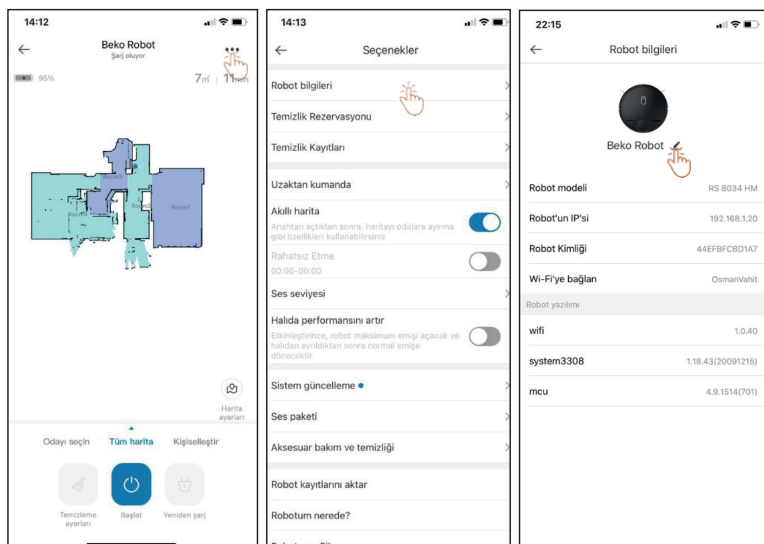 14:12
Beko Robot
Şarj oluyor
95%
7㎡ | 11min
Room3
Room4
Room2
Room1
Harita
ayarları
Odayı seçin
Tüm harita
Kişiselleştir
Temizleme
ayarları
Başlat
Yeniden şarj
14:13
Seçenekler
Robot bilgileri
Temizlik Rezervasyonu
Temizlik Kayıtları
Uzaktan kumanda
Akıllı harita
Anahtarı açtıktan sonra, haritayı odalara ayırma
gibi özellikleri kullanabilirsiniz
Rahatsız Etme
00:00-00:00
Ses seviyesi
Halıda performansını artır
Etkinleştirince, robot maksimum emişi açacak ve
halıdan ayrıldıktan sonra normal emişe
dönecektir.
Sistem güncelleme
Ses paketi
Aksesuar bakım ve temizliği
Robot kayıtlarını aktar
Robotum nerede?
22:15
Robot bilgileri
Beko Robot
Robot modeli
RS 8034 HM
Robot'un IP'si
192.168.1.20
Robot Kimliği
44EFBFCBD1A7
Wi-Fi'ye bağlan
OsmanVahit
Robot yazılımı
wifi
1.0.40
system3308
1.18.43(20091215)
mcu
4.9.1514(701)